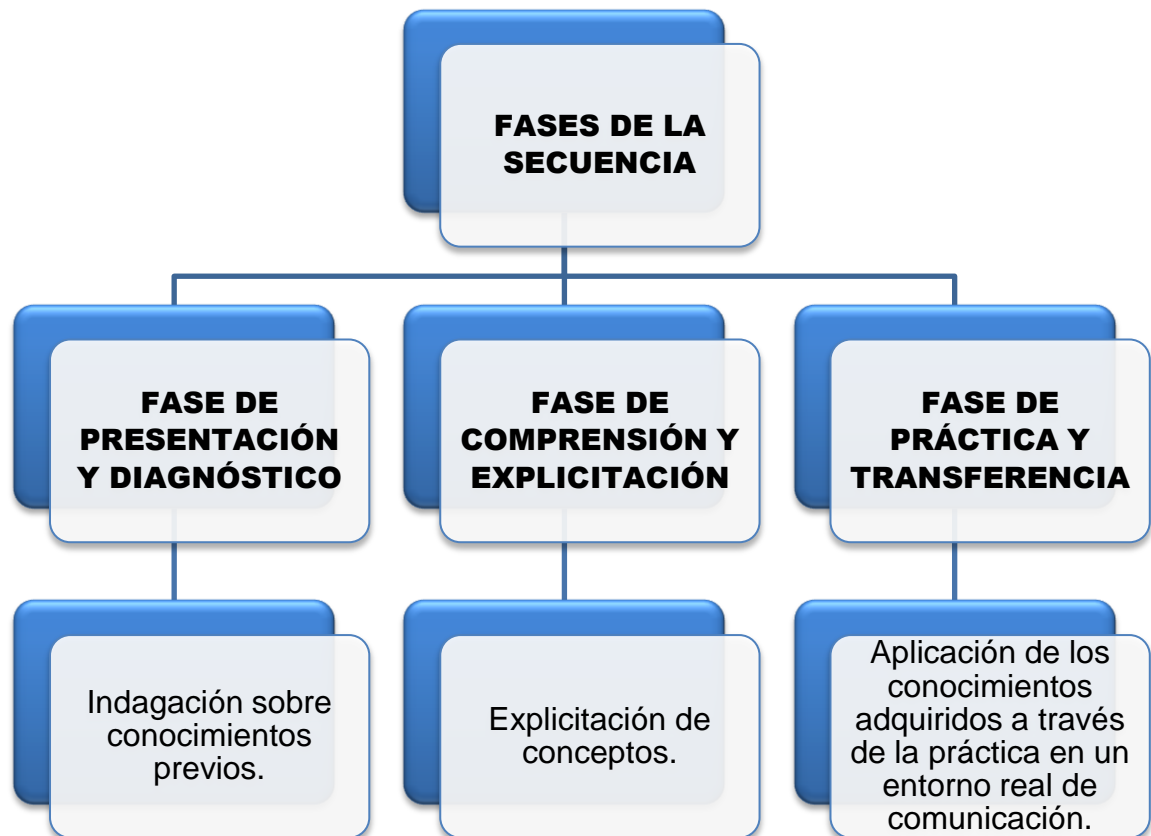 FASES DE LA
SECUENCIA
FASE DE
PRESENTACIÓN
Y DIAGNÓSTICO
FASE DE
COMPRENSIÓN Y
EXPLICITACIÓN
FASE DE
PRÁCTICA Y
TRANSFERENCIA
Indagación sobre
conocimientos
previos.
Explicitación de
conceptos.
Aplicación de los
conocimientos
adquiridos a través
de la práctica en un
entorno real de
comunicación.